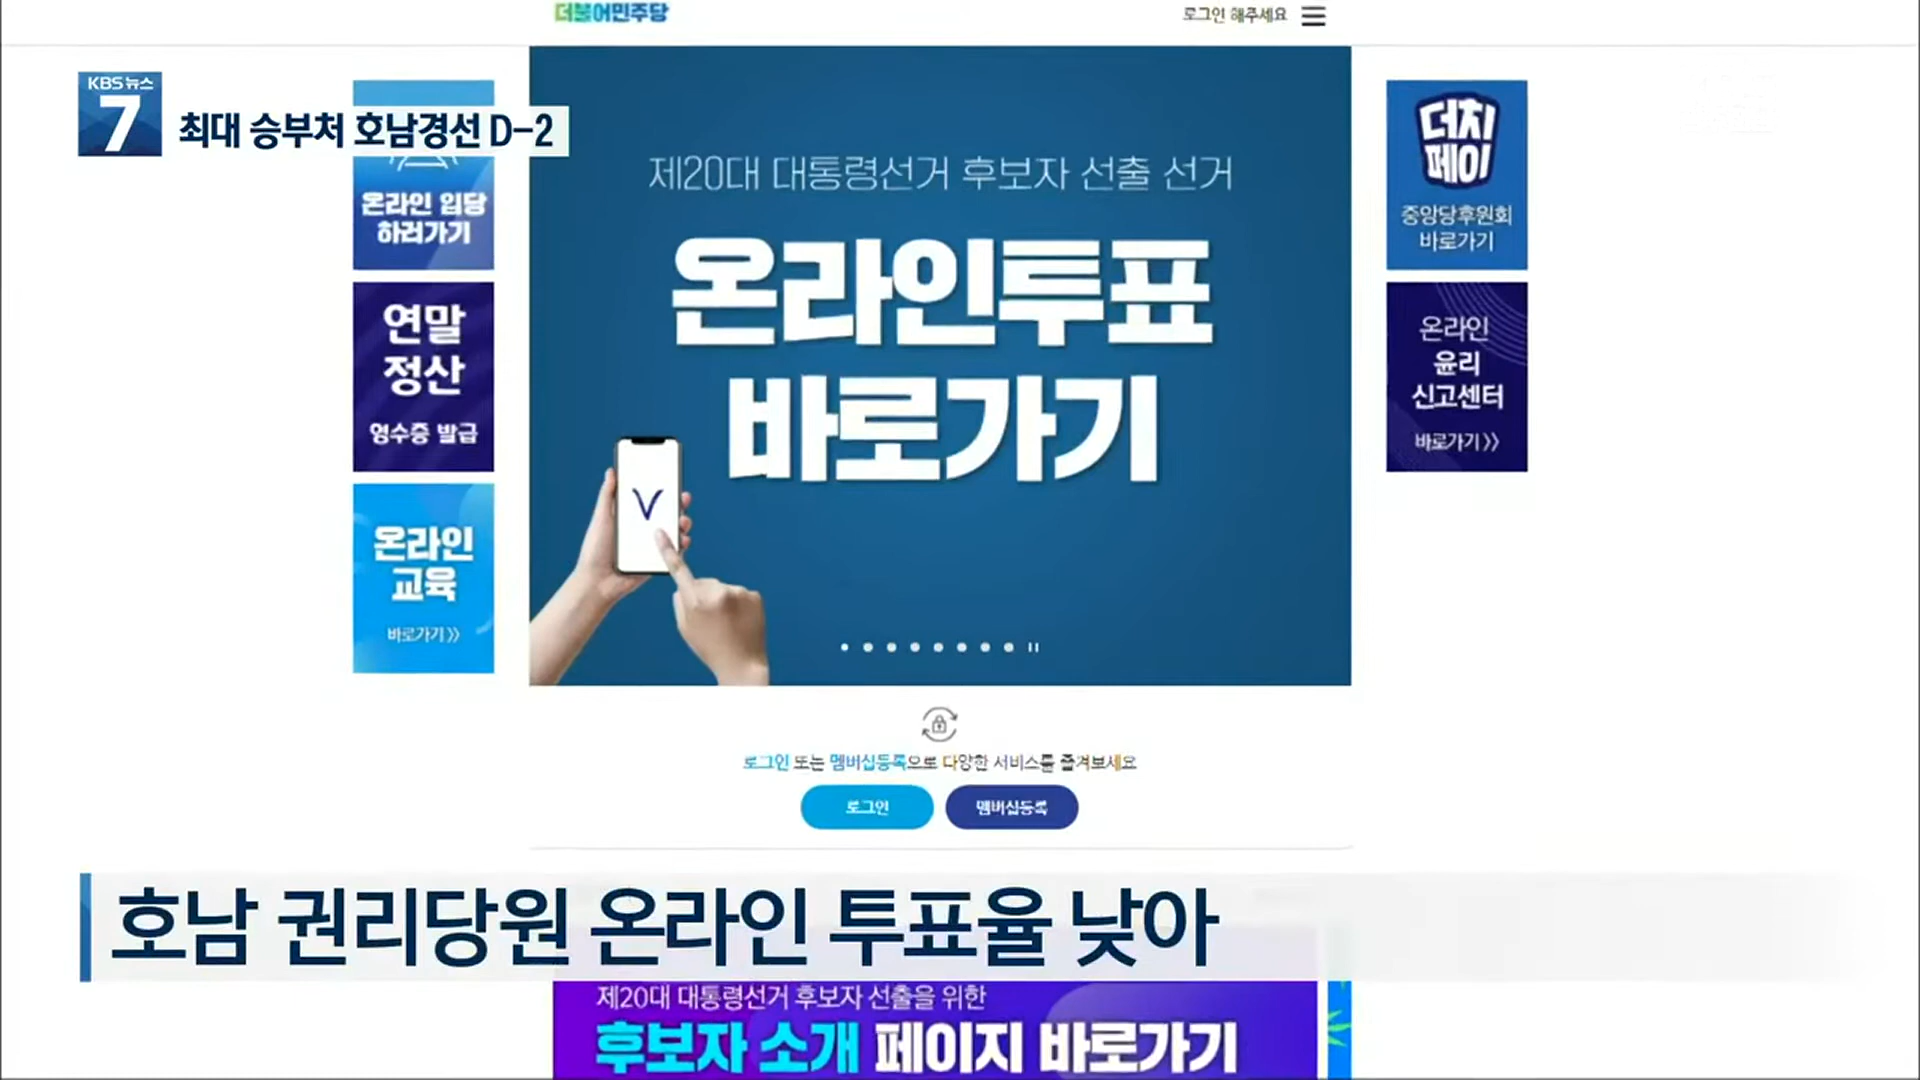 더불어민주당
로그인 해주세요
KBS 뉴스
7
최대 승부처 호남경선 D-2
온라인 입당
하러가기
연말
정산
영수증 발급
온라인
교육
바로가기 》
제20대 대통령선거 후보자 선출 선거
온라인투표
바로가기
V
더치
페이
중앙당후원회
바로가기
온라인
윤리
신고센터
바로가기 》
로그인 또는 멤버십등록으로 다양한 서비스를 즐겨보세요
로그인
멤버십등록
호남 권리당원 온라인 투표율 낮아
제20대 대통령선거 후보자 선출을 위한
후보자 소개 페이지 바로가기